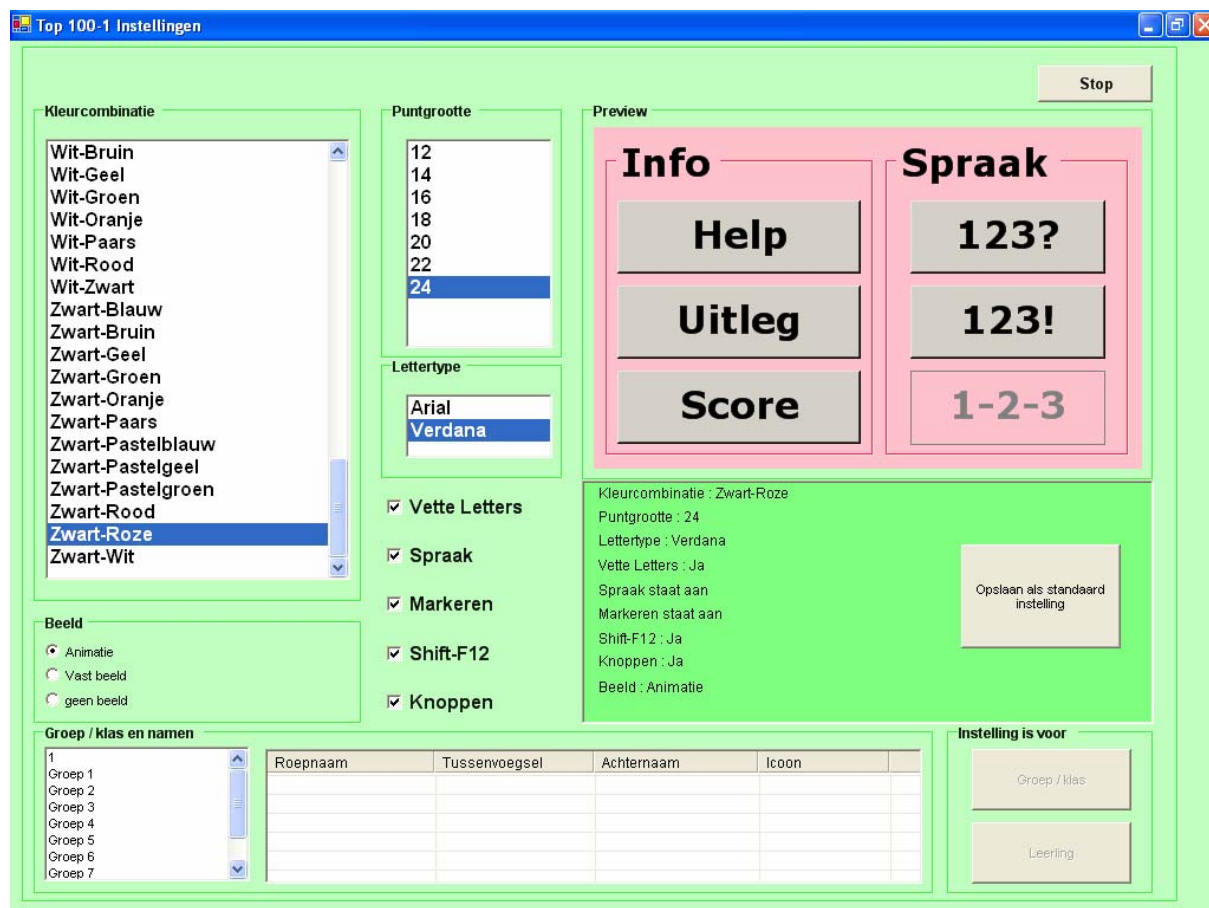 Top 100-1 Instellingen
Stop
Kleurcombinatie
Wit-Bruin
Wit-Geel
Wit-Groen
Wit-Oranje
Wit-Paars
Wit-Rood
Wit-Zwart
Zwart-Blauw
Zwart-Bruin
Zwart-Geel
Zwart-Groen
Zwart-Oranje
Zwart-Paars
Zwart-Pastelblauw
Zwart-Pastelgeel
Zwart-Pastelgroen
Zwart-Rood
Zwart-Roze
Zwart-Wit
Puntgrootte
12
14
16
18
20
22
24
Lettertype
Arial
Verdana
Vette Letters
Spraak
Markeren
Shift-F12
Knoppen
Preview
Info
Help
Uitleg
Score
Spraak
123?
123!
1-2-3
Kleurcombinatie : Zwart-Roze
Puntgrootte : 24
Lettertype : Verdana
Vette Letters : Ja
Spraak staat aan
Markeren staat aan
Shift-F12 : Ja
Knoppen : Ja
Beeld : Animatie
Opslaan als standaard
instelling
Beeld
Animatie
Vast beeld
geen beeld
Groep / klas en namen
1
Groep 1
Groep 2
Groep 3
Groep 4
Groep 5
Groep 6
Groep 7
Roepnaam Tussenvoegsel Achternaam Icoon
Instelling is voor
Groep / klas
Leerling